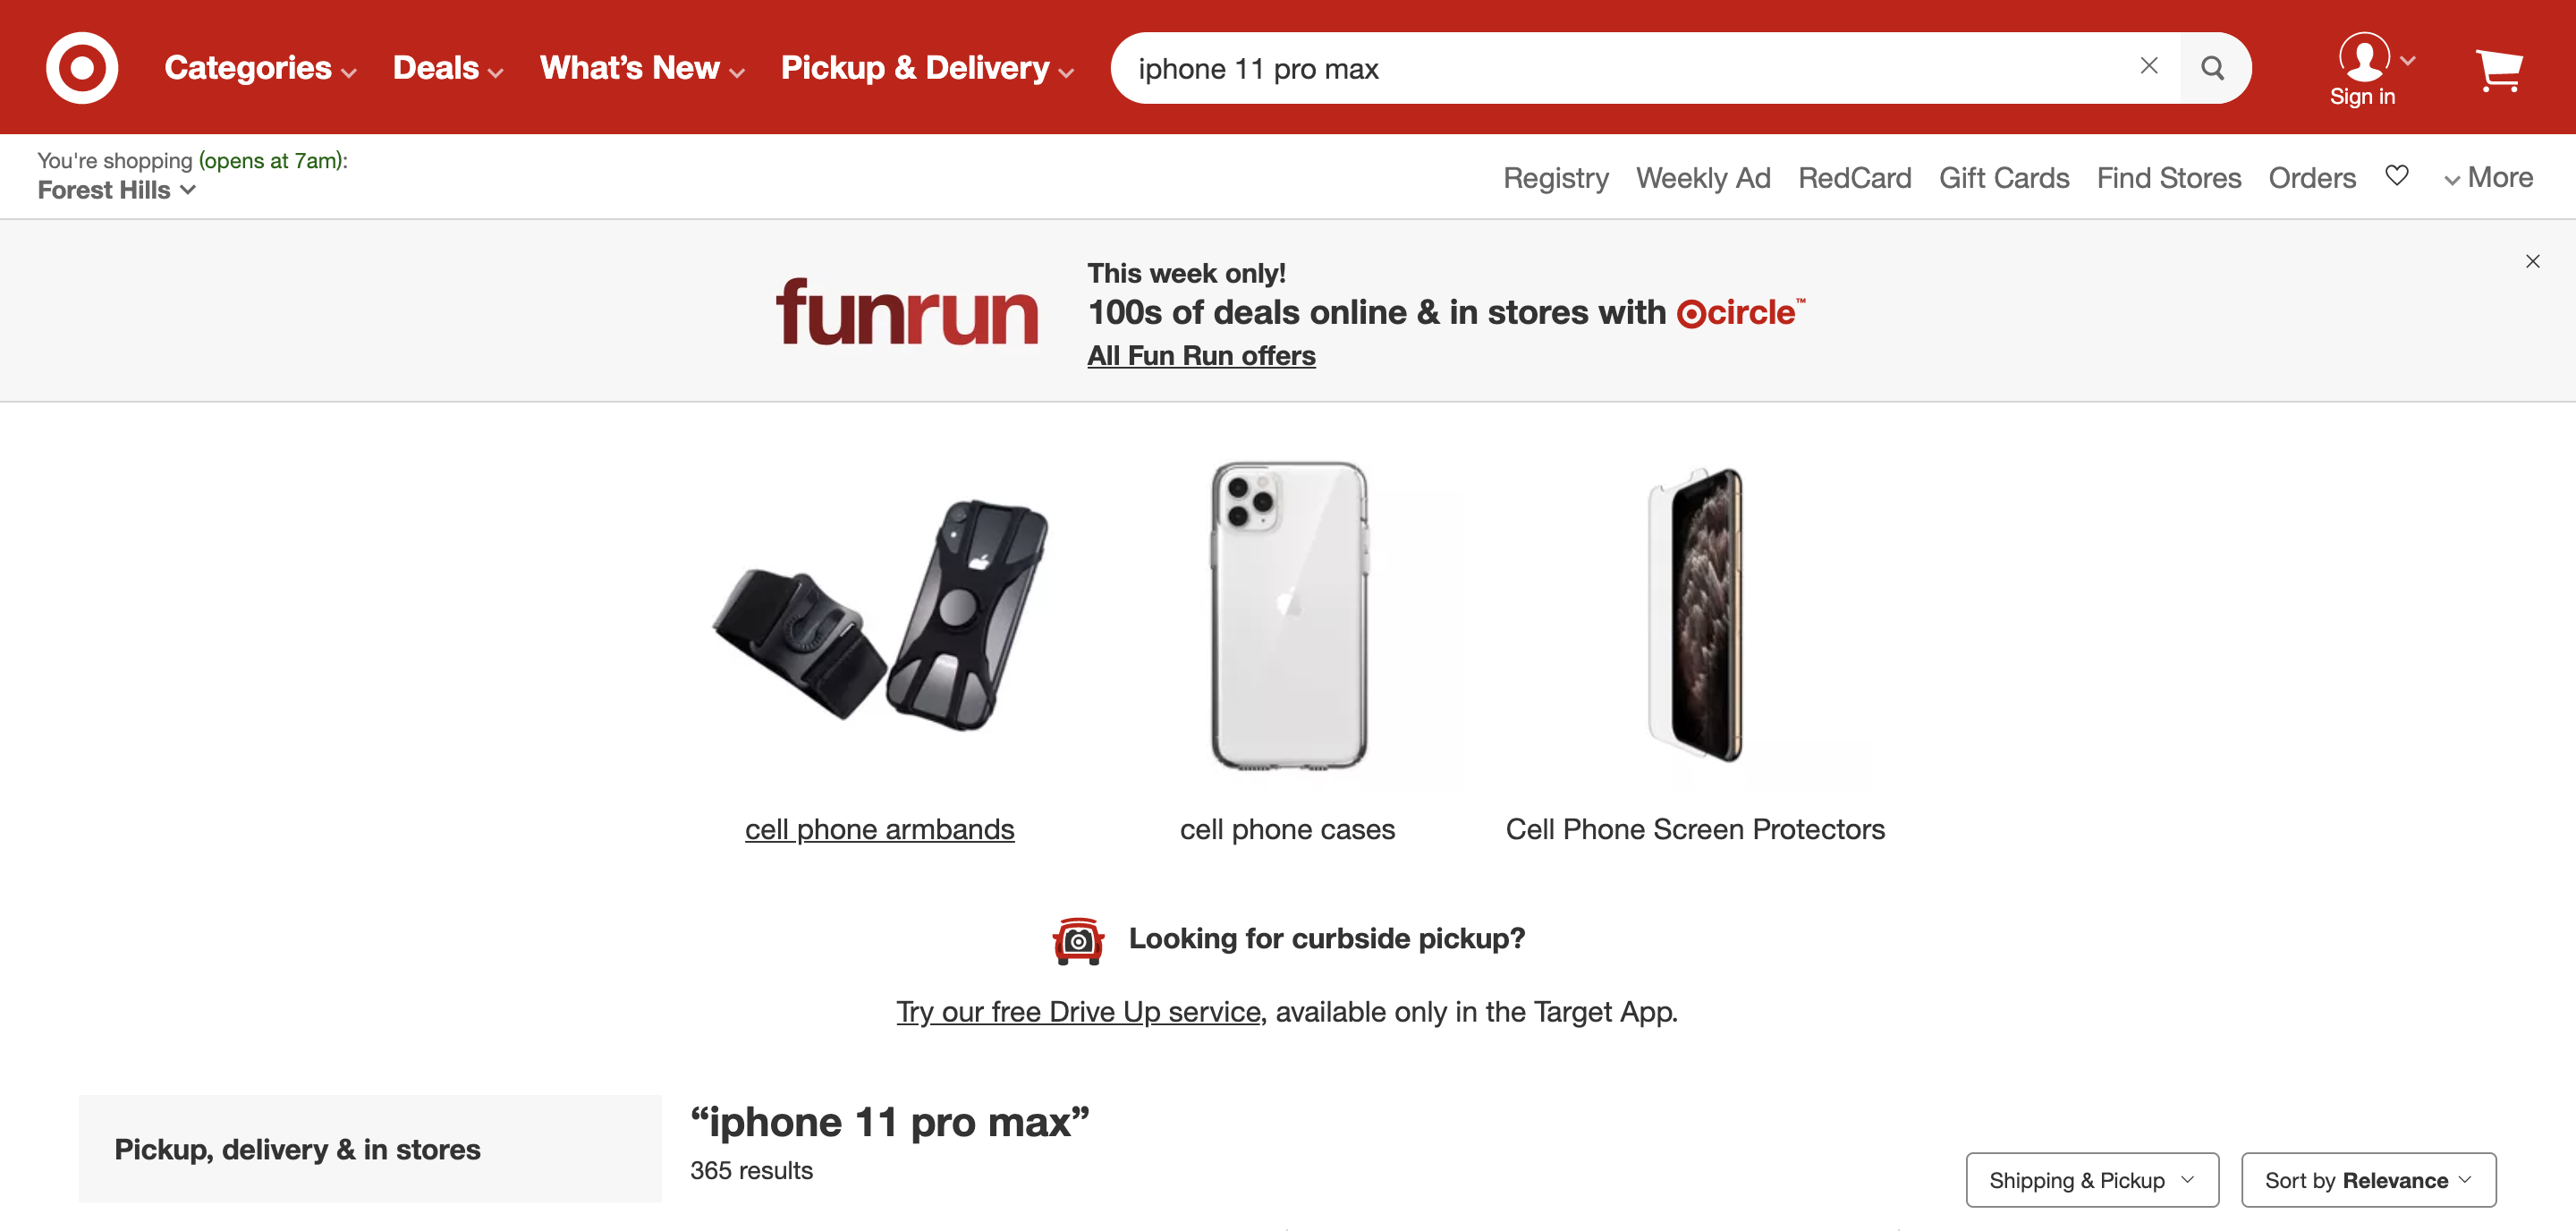 Categories
Deals
What's New
Pickup & Delivery
iphone 11 pro max
Sign in
You're shopping (opens at 7am):
Forest Hills
Registry
Weekly Ad
RedCard
Gift Cards
Find Stores
Orders
More
funrun
This week only!
100s of deals online & in stores with circle™
All Fun Run offers
cell phone armbands
cell phone cases
Cell Phone Screen Protectors
Looking for curbside pickup?
Try our free Drive Up service, available only in the Target App.
Pickup, delivery & in stores
“iphone 11 pro max”
365 results
Shipping & Pickup
Sort by Relevance